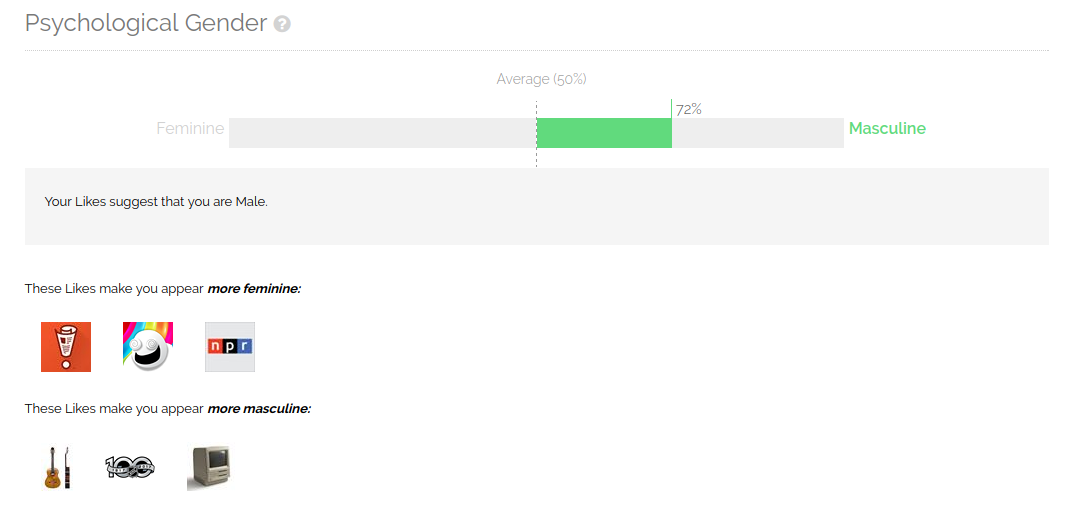 Psychological Gender ?
Average (50%)
72%
Feminine
Masculine
Your Likes suggest that you are Male.
These Likes make you appear more feminine:
npr
These Likes make you appear more masculine:
100